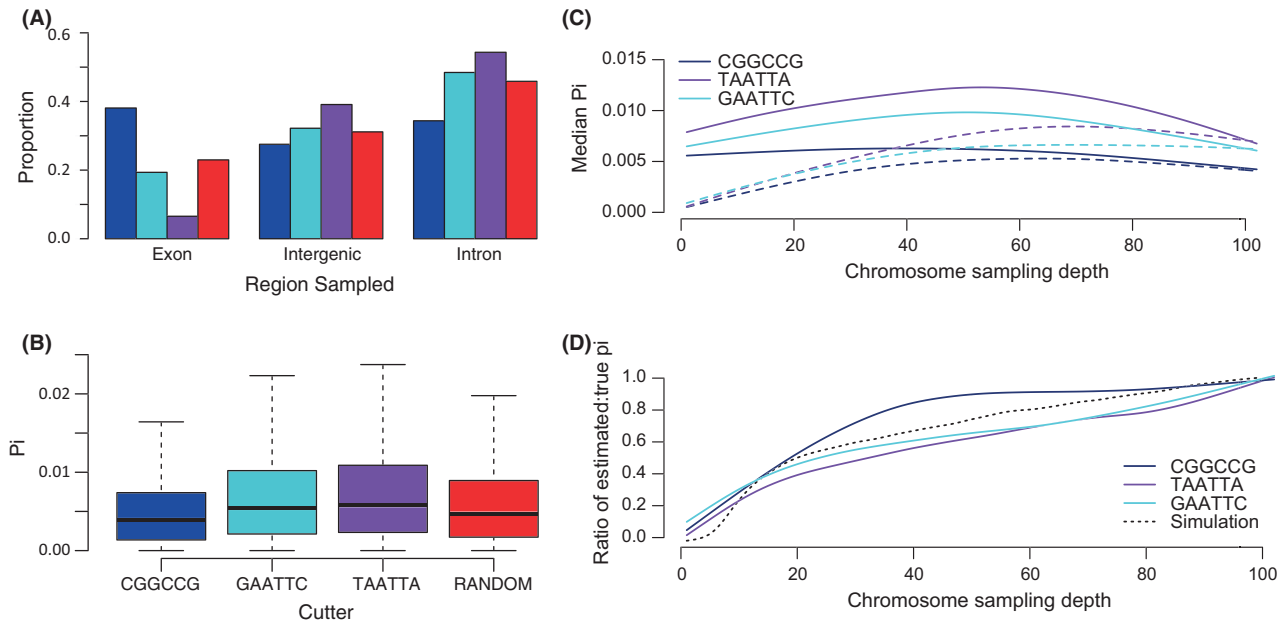 (A)
0.6
0.4
0.2
0.0
Proportion
Exon
Intergenic
Intron
Region Sampled
(B)
0.02
0.01
0.00
Pi
CGGCCG
GAATTC
TAATTA
RANDOM
Cutter
(C)
0.015
0.010
0.005
0.000
Median Pi
CGGCCG
TAATTA
GAATTC
0
20
40
60
80
100
Chromosome sampling depth
(D)
1.0
0.8
0.6
0.4
0.2
0.0
Ratio of estimated:true pi
CGGCCG
TAATTA
GAATTC
Simulation
0
20
40
60
80
100
Chromosome sampling depth